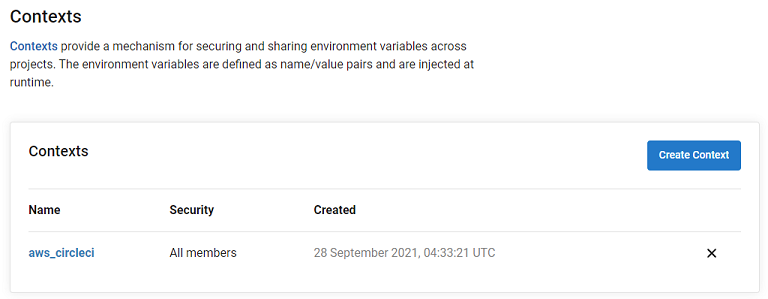 Contexts
Contexts provide a mechanism for securing and sharing environment variables across
projects. The environment variables are defined as name/value pairs and are injected at
runtime.
Contexts
Create Context
Name Security Created
aws_circleci All members 28 September 2021, 04:33:21 UTC